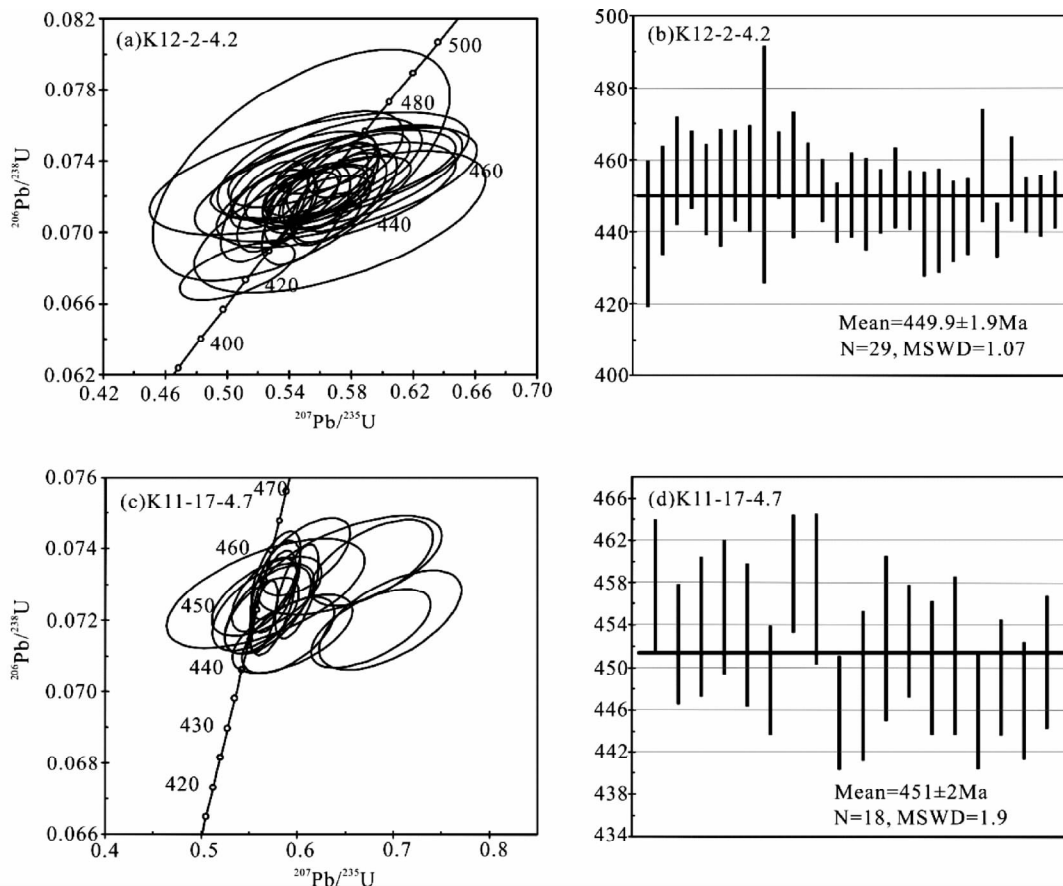 (a)K12-2-4.2
0.082
0.078
0.074
0.070
0.066
0.062
500
480
460
440
420
400
0.42 0.46 0.50 0.54 0.58 0.62 0.66 0.70
²⁰⁶Pb/²³⁸U
²⁰⁷Pb/²³⁵U
(b)K12-2-4.2
500
480
460
440
420
400
Mean=449.9±1.9Ma
N=29, MSWD=1.07
(c)K11-17-4.7
0.076
0.074
0.072
0.070
0.068
0.066
470
460
450
440
430
420
0.4 0.5 0.6 0.7 0.8
²⁰⁶Pb/²³⁸U
²⁰⁷Pb/²³⁵U
(d)K11-17-4.7
466
462
458
454
450
446
442
438
434
Mean=451±2Ma
N=18, MSWD=1.9